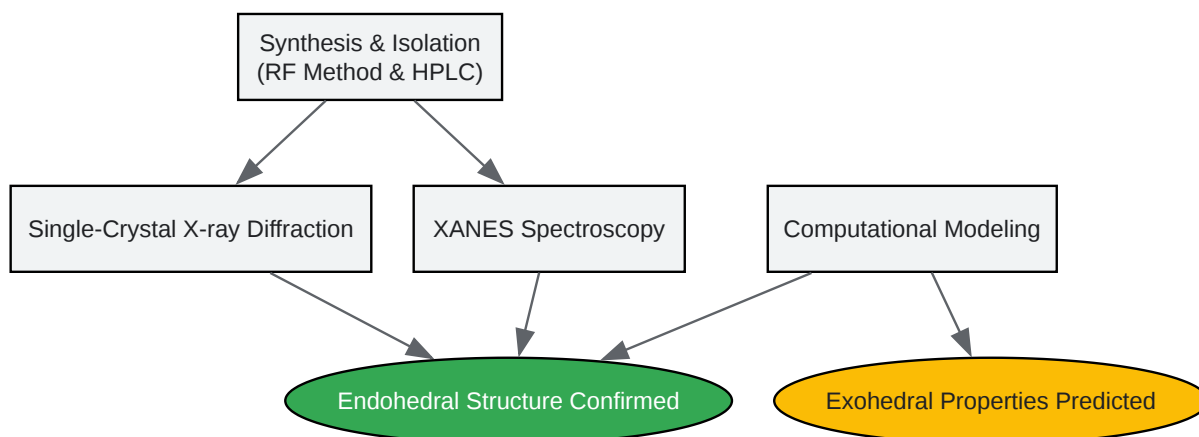 Synthesis & Isolation
(RF Method & HPLC)
Single-Crystal X-ray Diffraction
XANES Spectroscopy
Computational Modeling
Endohedral Structure Confirmed
Exohedral Properties Predicted